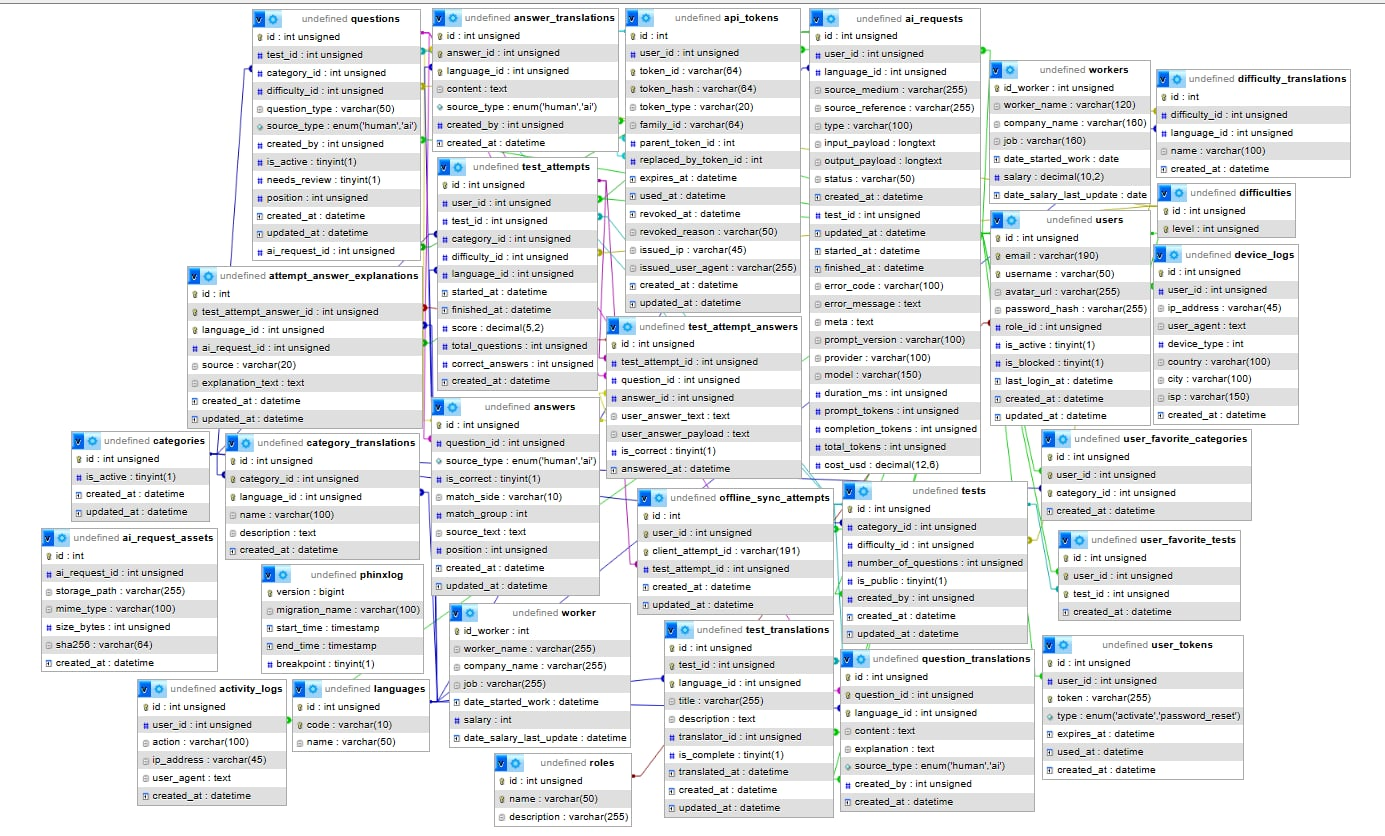 undefined questions
id : int unsigned
test_id : int unsigned
category_id : int unsigned
difficulty_id : int unsigned
question_type : varchar(50)
source_type : enum('human','ai')
created_by : int unsigned
is_active : tinyint(1)
needs_review : tinyint(1)
position : int unsigned
created_at : datetime
updated_at : datetime
ai_request_id : int unsigned
undefined answer_translations
id : int unsigned
answer_id : int unsigned
language_id : int unsigned
content : text
source_type : enum('human','ai')
created_by : int unsigned
created_at : datetime
undefined api_tokens
id : int
user_id : int unsigned
token_id : varchar(64)
token_hash : varchar(64)
token_type : varchar(20)
family_id : varchar(64)
parent_token_id : int
replaced_by_token_id : int
expires_at : datetime
used_at : datetime
revoked_at : datetime
revoked_reason : varchar(50)
issued_ip : varchar(45)
issued_user_agent : varchar(255)
created_at : datetime
updated_at : datetime
undefined ai_requests
id : int unsigned
user_id : int unsigned
language_id : int unsigned
source_medium : varchar(255)
source_reference : varchar(255)
type : varchar(100)
input_payload : longtext
output_payload : longtext
status : varchar(50)
created_at : datetime
test_id : int unsigned
updated_at : datetime
started_at : datetime
finished_at : datetime
error_code : varchar(100)
error_message : text
meta : text
prompt_version : varchar(100)
provider : varchar(100)
model : varchar(150)
duration_ms : int unsigned
prompt_tokens : int unsigned
completion_tokens : int unsigned
total_tokens : int unsigned
cost_usd : decimal(12,6)
undefined workers
id_worker : int unsigned
worker_name : varchar(120)
company_name : varchar(160)
job : varchar(160)
date_started_work : date
salary : decimal(10,2)
date_salary_last_update : date
undefined difficulty_translations
id : int
difficulty_id : int unsigned
language_id : int unsigned
name : varchar(100)
created_at : datetime
undefined test_attempts
id : int unsigned
user_id : int unsigned
test_id : int unsigned
category_id : int unsigned
difficulty_id : int unsigned
language_id : int unsigned
started_at : datetime
finished_at : datetime
score : decimal(5,2)
total_questions : int unsigned
correct_answers : int unsigned
created_at : datetime
undefined difficulties
id : int unsigned
level : int unsigned
undefined users
id : int unsigned
email : varchar(190)
username : varchar(50)
avatar_url : varchar(255)
password_hash : varchar(255)
role_id : int unsigned
is_active : tinyint(1)
is_blocked : tinyint(1)
last_login_at : datetime
created_at : datetime
updated_at : datetime
undefined device_logs
id : int unsigned
user_id : int unsigned
ip_address : varchar(45)
user_agent : text
device_type : int
country : varchar(100)
city : varchar(100)
isp : varchar(150)
created_at : datetime
undefined attempt_answer_explanations
id : int
test_attempt_answer_id : int unsigned
language_id : int unsigned
ai_request_id : int unsigned
source : varchar(20)
explanation_text : text
created_at : datetime
updated_at : datetime
undefined test_attempt_answers
id : int unsigned
test_attempt_id : int unsigned
question_id : int unsigned
answer_id : int unsigned
user_answer_text : text
user_answer_payload : text
is_correct : tinyint(1)
answered_at : datetime
undefined answers
id : int unsigned
question_id : int unsigned
source_type : enum('human','ai')
is_correct : tinyint(1)
match_side : varchar(10)
match_group : int
source_text : text
position : int unsigned
created_at : datetime
updated_at : datetime
undefined categories
id : int unsigned
is_active : tinyint(1)
created_at : datetime
updated_at : datetime
undefined category_translations
id : int unsigned
category_id : int unsigned
language_id : int unsigned
name : varchar(100)
description : text
created_at : datetime
undefined user_favorite_categories
id : int unsigned
user_id : int unsigned
category_id : int unsigned
created_at : datetime
undefined offline_sync_attempts
id : int
user_id : int unsigned
client_attempt_id : varchar(191)
test_attempt_id : int unsigned
created_at : datetime
updated_at : datetime
undefined tests
id : int unsigned
category_id : int unsigned
difficulty_id : int unsigned
number_of_questions : int unsigned
is_public : tinyint(1)
created_by : int unsigned
created_at : datetime
updated_at : datetime
undefined ai_request_assets
id : int
ai_request_id : int unsigned
storage_path : varchar(255)
mime_type : varchar(100)
size_bytes : int unsigned
sha256 : varchar(64)
created_at : datetime
undefined user_favorite_tests
id : int unsigned
user_id : int unsigned
test_id : int unsigned
created_at : datetime
undefined phinxlog
version : bigint
migration_name : varchar(100)
start_time : timestamp
end_time : timestamp
breakpoint : tinyint(1)
undefined worker
id_worker : int
worker_name : varchar(255)
company_name : varchar(255)
job : varchar(255)
date_started_work : datetime
salary : int
date_salary_last_update : datetime
undefined test_translations
id : int unsigned
test_id : int unsigned
language_id : int unsigned
title : varchar(255)
description : text
translator_id : int unsigned
is_complete : tinyint(1)
translated_at : datetime
created_at : datetime
updated_at : datetime
undefined question_translations
id : int unsigned
question_id : int unsigned
language_id : int unsigned
content : text
explanation : text
source_type : enum('human','ai')
created_by : int unsigned
created_at : datetime
undefined user_tokens
id : int unsigned
user_id : int unsigned
token : varchar(255)
type : enum('activate','password_reset')
expires_at : datetime
used_at : datetime
created_at : datetime
undefined activity_logs
id : int unsigned
user_id : int unsigned
action : varchar(100)
ip_address : varchar(45)
user_agent : text
created_at : datetime
undefined languages
id : int unsigned
code : varchar(10)
name : varchar(50)
undefined roles
id : int unsigned
name : varchar(50)
description : varchar(255)